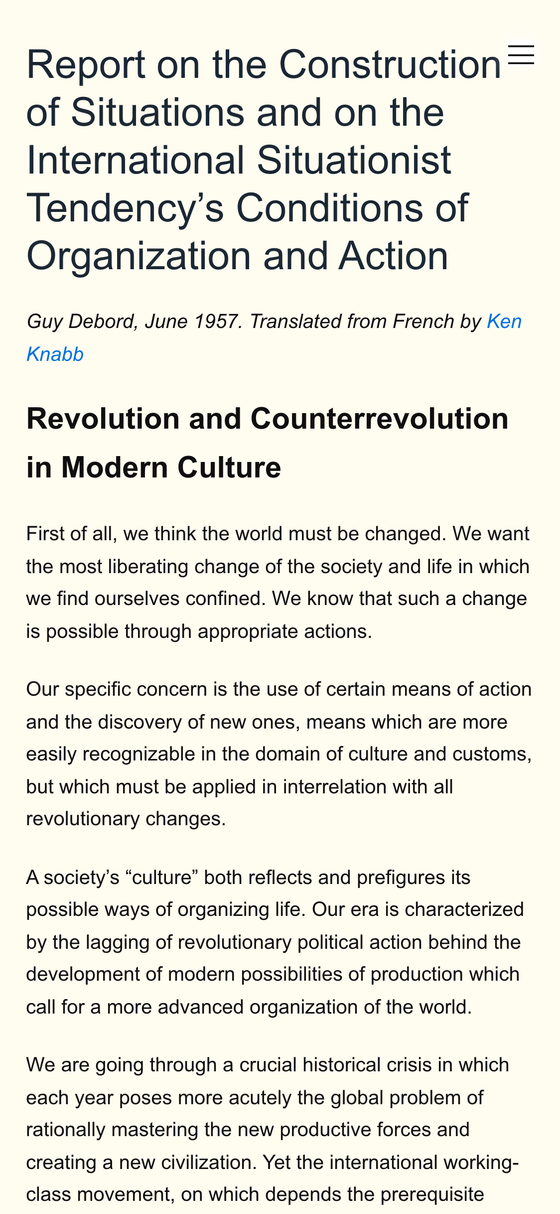 Report on the Construction
of Situations and on the
International Situationist
Tendency’s Conditions of
Organization and Action
Guy Debord, June 1957. Translated from French by Ken
Knabb
Revolution and Counterrevolution
in Modern Culture
First of all, we think the world must be changed. We want
the most liberating change of the society and life in which
we find ourselves confined. We know that such a change
is possible through appropriate actions.
Our specific concern is the use of certain means of action
and the discovery of new ones, means which are more
easily recognizable in the domain of culture and customs,
but which must be applied in interrelation with all
revolutionary changes.
A society’s “culture” both reflects and prefigures its
possible ways of organizing life. Our era is characterized
by the lagging of revolutionary political action behind the
development of modern possibilities of production which
call for a more advanced organization of the world.
We are going through a crucial historical crisis in which
each year poses more acutely the global problem of
rationally mastering the new productive forces and
creating a new civilization. Yet the international working-
class movement, on which depends the prerequisite